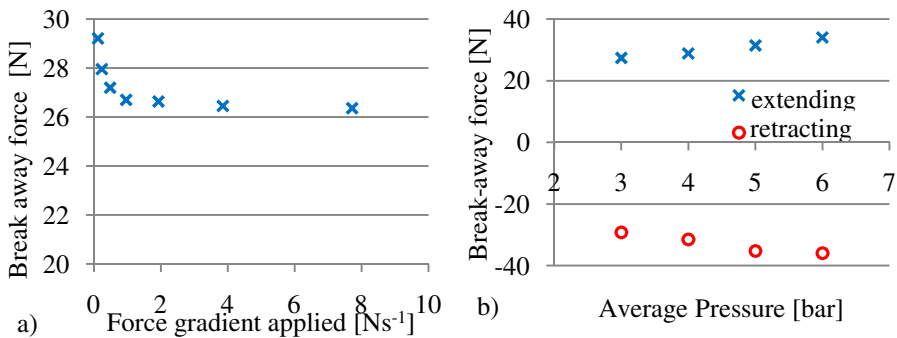 Break away force [N]
30
28
26
24
22
20
0 2 4 6 8 10
a) Force gradient applied [Ns-1]
Break-away force [N]
40
20
0
-20
-40
2 3 4 5 6 7
extending
retracting
b) Average Pressure [bar]